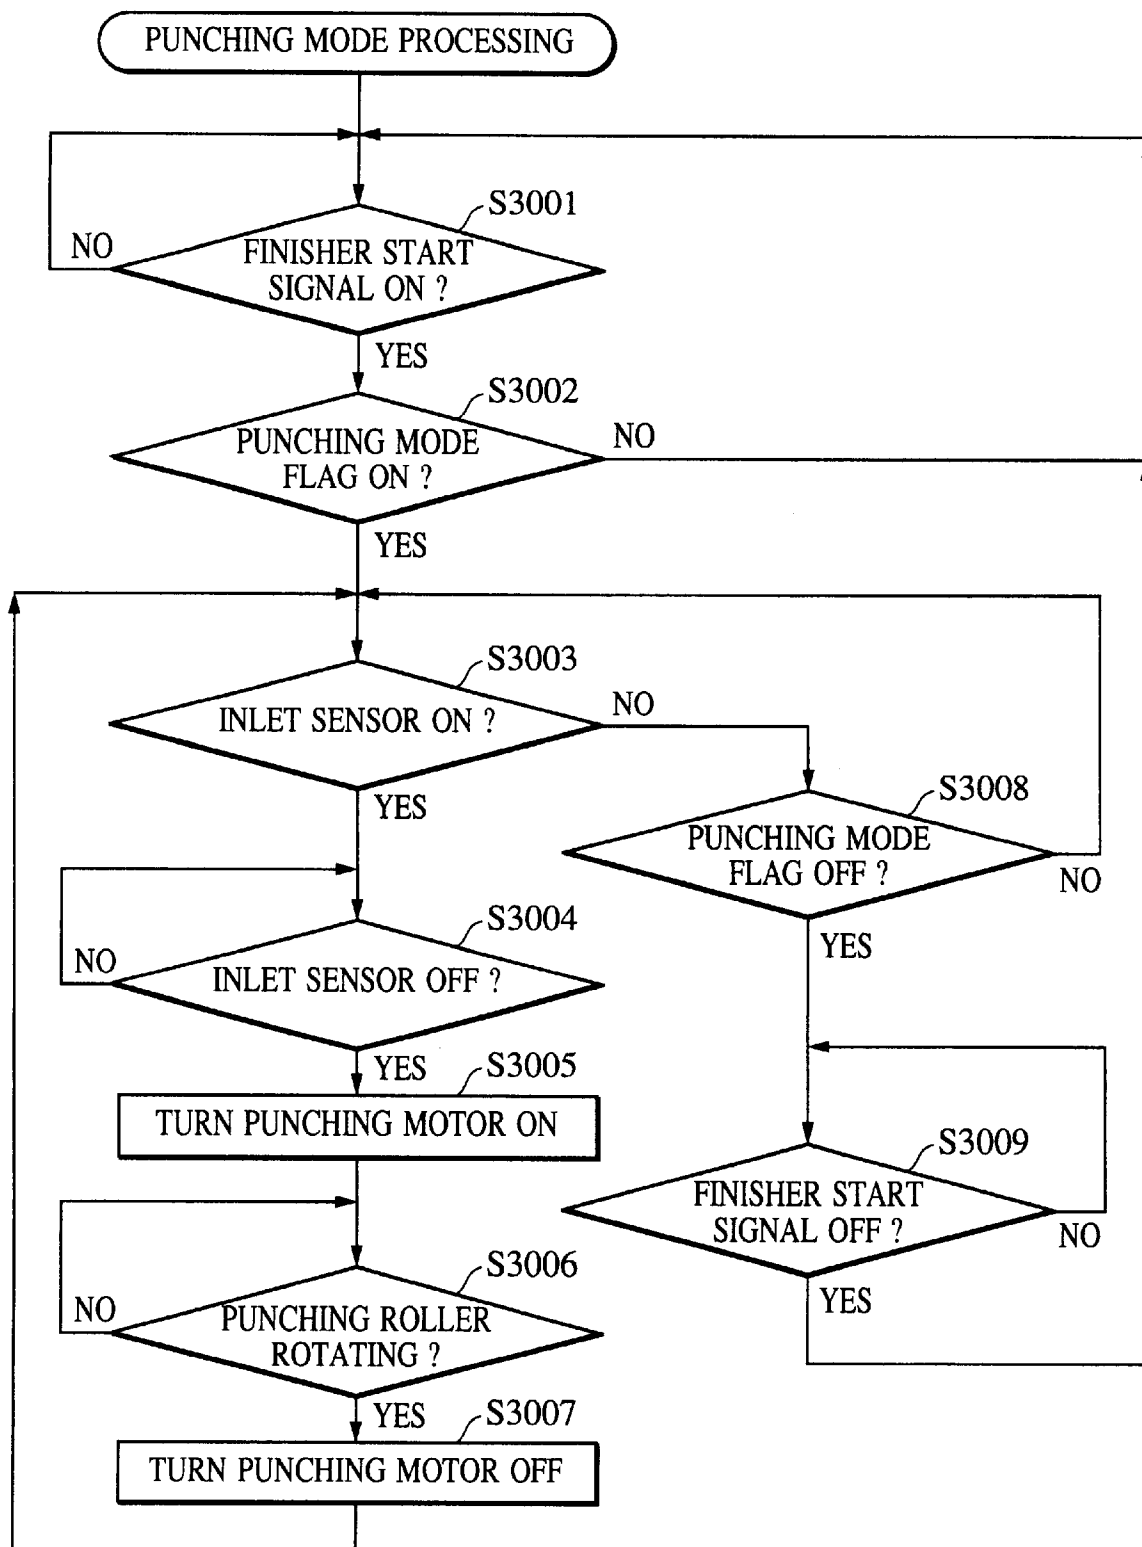 PUNCHING MODE PROCESSING
S3001
NO
FINISHER START
SIGNAL ON ?
YES
S3002
PUNCHING MODE
FLAG ON ?
NO
YES
S3003
INLET SENSOR ON ?
NO
YES
S3008
PUNCHING MODE
FLAG OFF ?
NO
YES
S3004
NO
INLET SENSOR OFF ?
YES
S3005
TURN PUNCHING MOTOR ON
S3009
FINISHER START
SIGNAL OFF ?
NO
YES
S3006
NO
PUNCHING ROLLER
ROTATING ?
YES
S3007
TURN PUNCHING MOTOR OFF